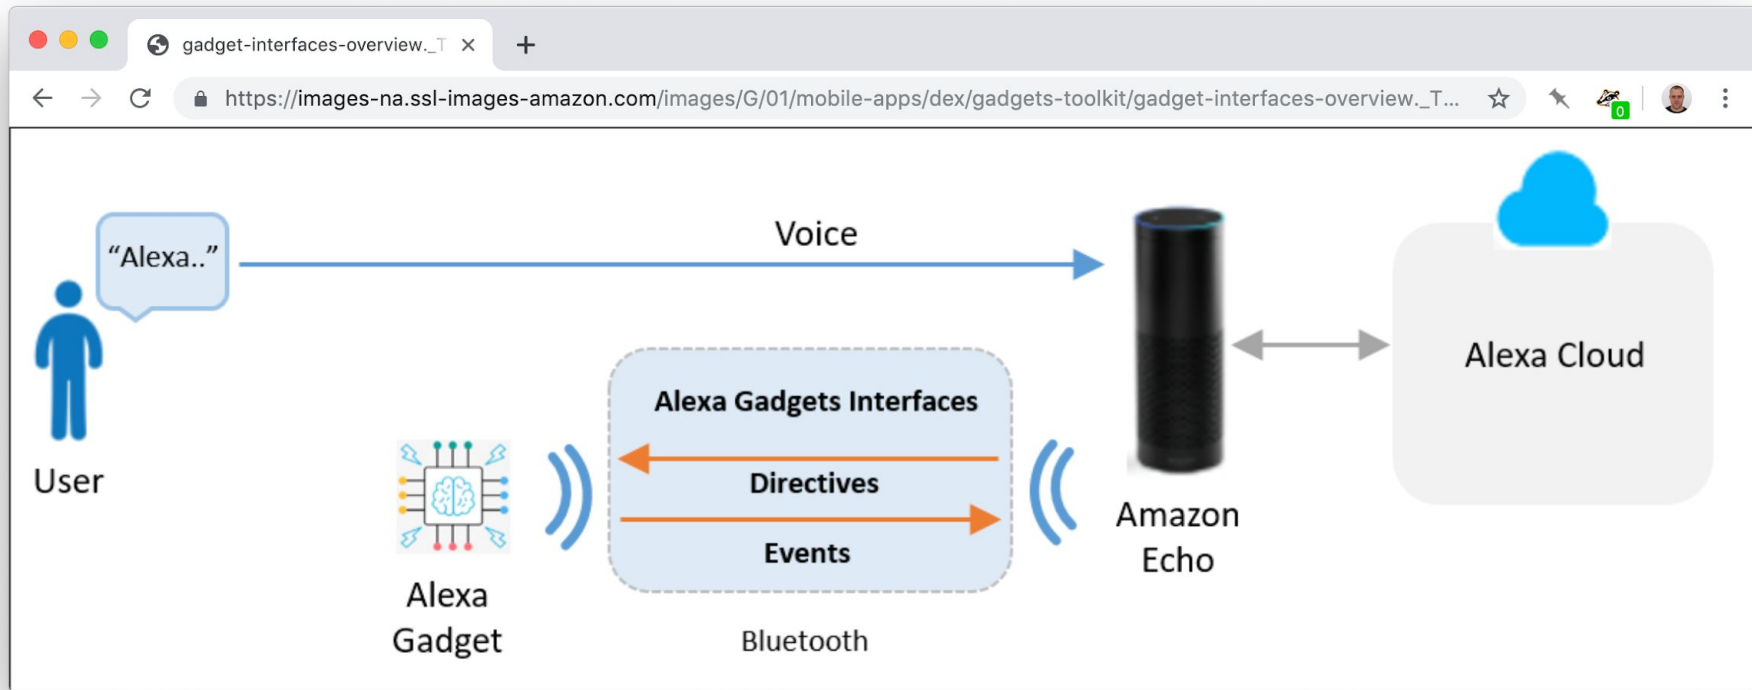 gadget-interfaces-overview._T
https://images-na.ssl-images-amazon.com/images/G/01/mobile-apps/dex/gadgets-toolkit/gadget-interfaces-overview._T...
0
“Alexa..”
Voice
User
Alexa Gadgets Interfaces
Directives
Events
Alexa
Gadget
Bluetooth
Amazon
Echo
Alexa Cloud